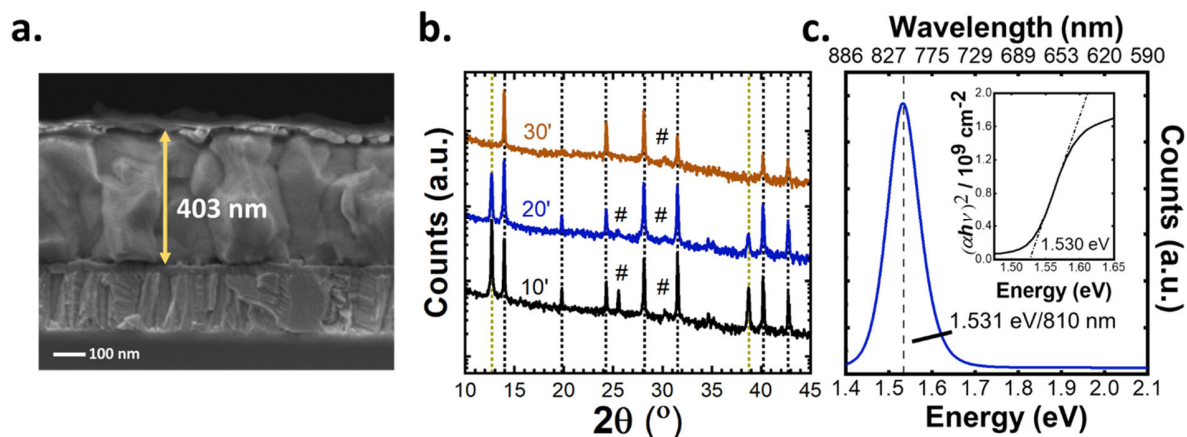 a.
403 nm
100 nm
b.
Counts (a.u.)
30'
#
20'
# #
10'
# #
10 15 20 25 30 35 40 45
2θ (º)
c.
Wavelength (nm)
886 827 775 729 689 653 620 590
Counts (a.u.)
(αhν)² / 10⁹ cm⁻²
2.0
1.6
1.2
0.8
0.4
0.0
1.530 eV
1.50 1.55 1.60 1.65
Energy (eV)
1.531 eV/810 nm
1.4 1.5 1.6 1.7 1.8 1.9 2.0 2.1
Energy (eV)